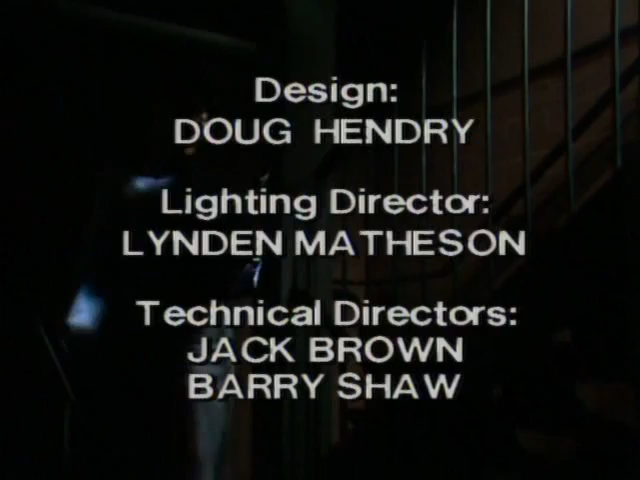 Design:
DOUG HENDRY
Lighting Director:
LYNDEN MATHESON
Technical Directors:
JACK BROWN
BARRY SHAW